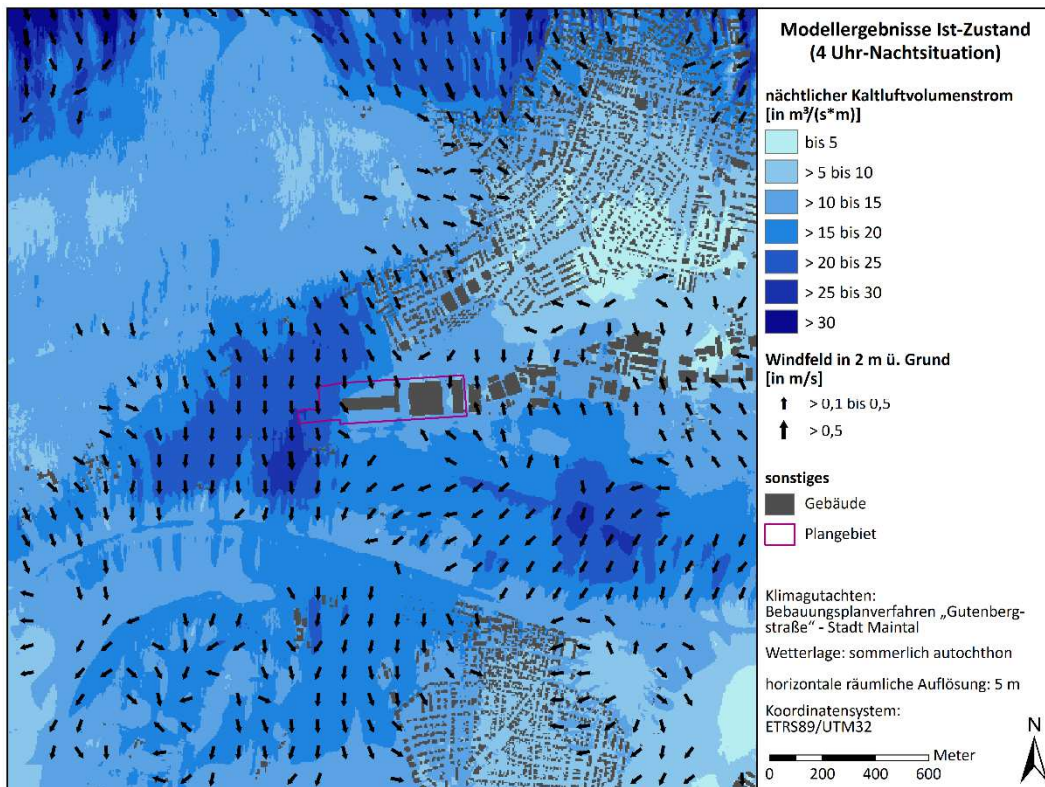 Modellergebnisse Ist-Zustand
(4 Uhr-Nachtsituation)
nächtlicher Kaltluftvolumenstrom
[in m³/(s*m)]
bis 5
> 5 bis 10
> 10 bis 15
> 15 bis 20
> 20 bis 25
> 25 bis 30
> 30
Windfeld in 2 m ü. Grund
[in m/s]
> 0,1 bis 0,5
> 0,5
sonstiges
Gebäude
Plangebiet
Klimagutachten:
Bebauungsplanverfahren „Gutenberg-
straße“ - Stadt Maintal
Wetterlage: sommerlich autochthon
horizontale räumliche Auflösung: 5 m
Koordinatensystem:
ETRS89/UTM32
N
Meter
0 200 400 600